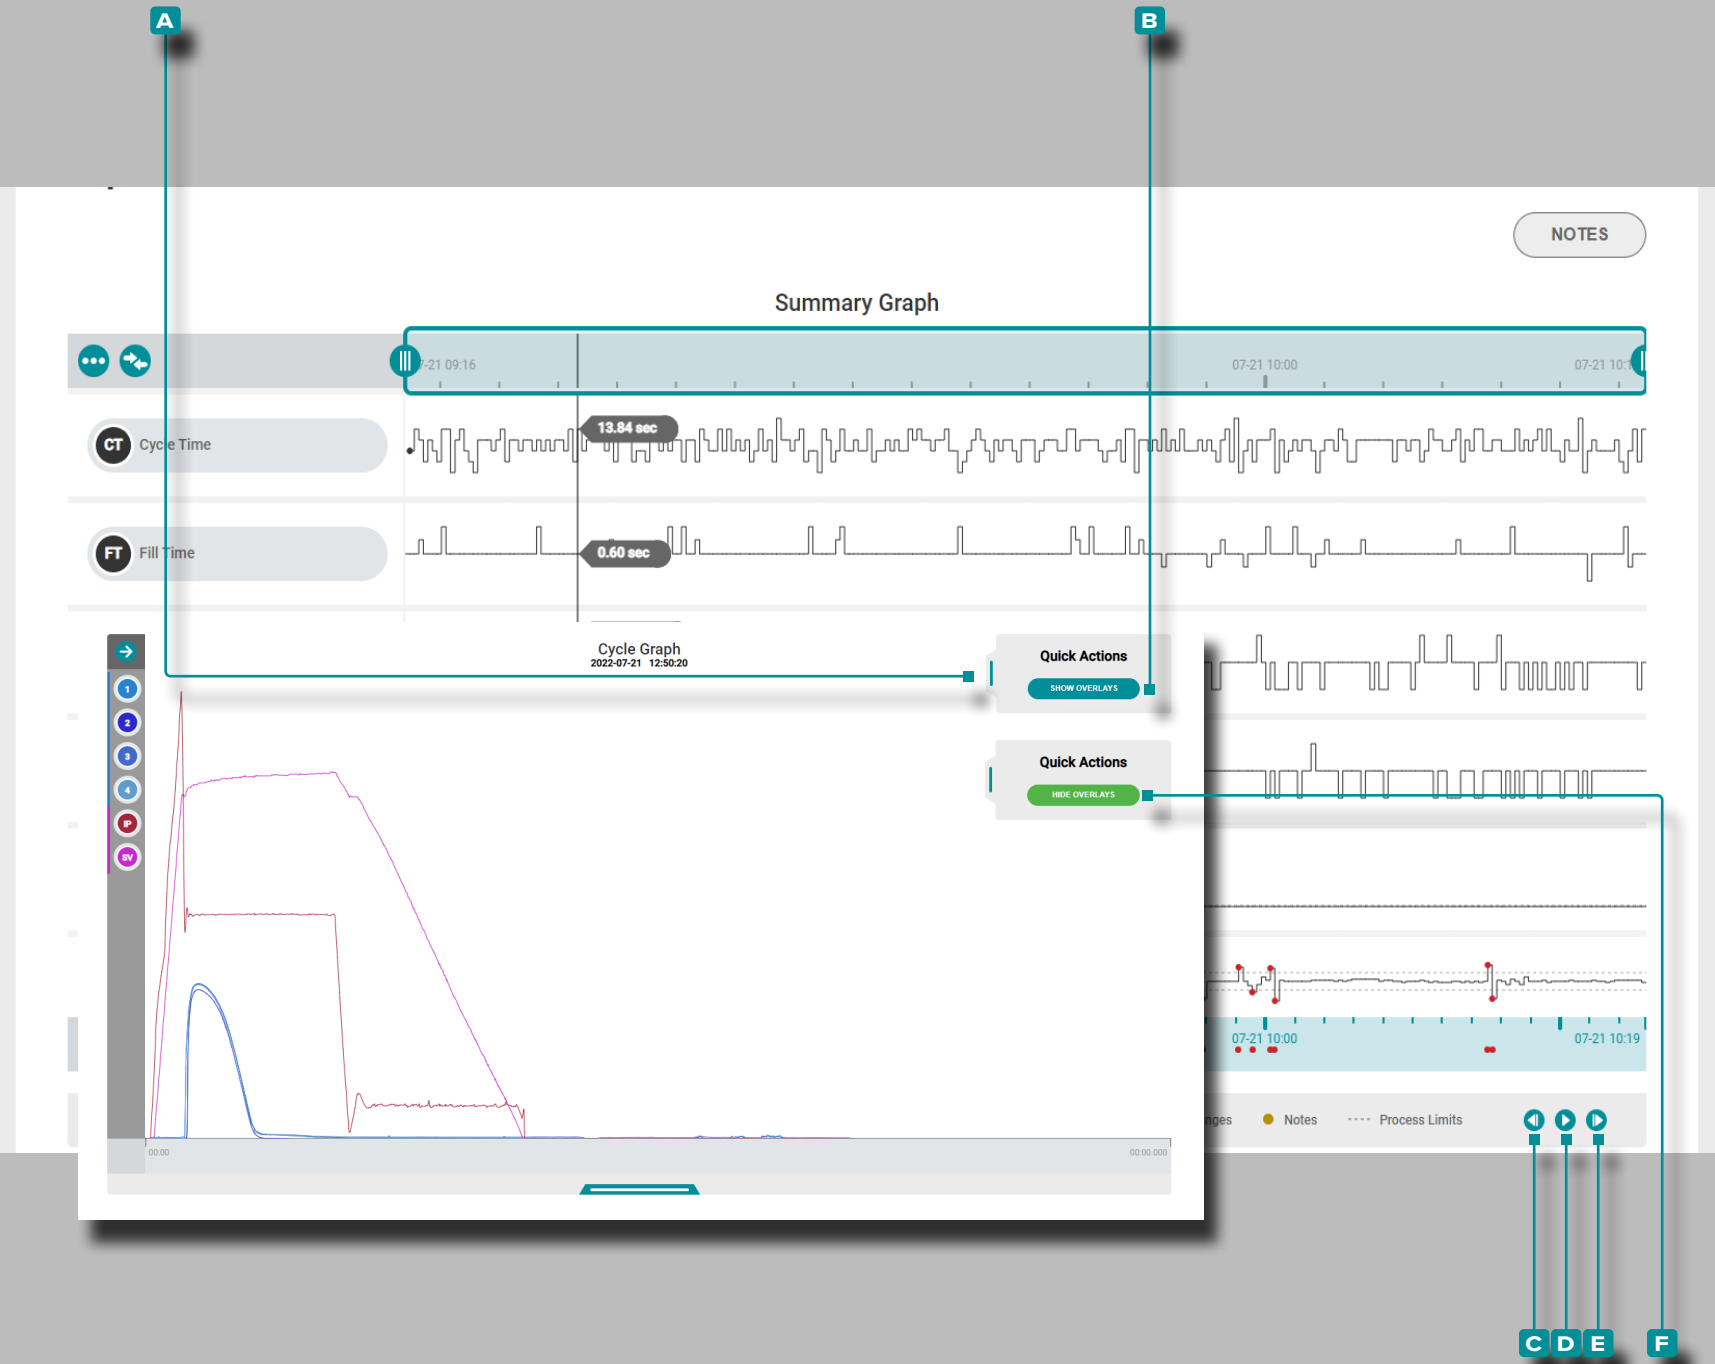 A
B
NOTES
Summary Graph
7-21 09:16
07-21 10:00
07-21 10:1
CT Cycle Time
13.84 sec
FT Fill Time
0.60 sec
Cycle Graph
2022-07-21 12:50:20
Quick Actions
SHOW OVERLAYS
Quick Actions
HIDE OVERLAYS
1
2
3
4
IP
SV
00:00
00:00.000
07-21 10:00
07-21 10:19
nges
Notes
Process Limits
C
D
E
F